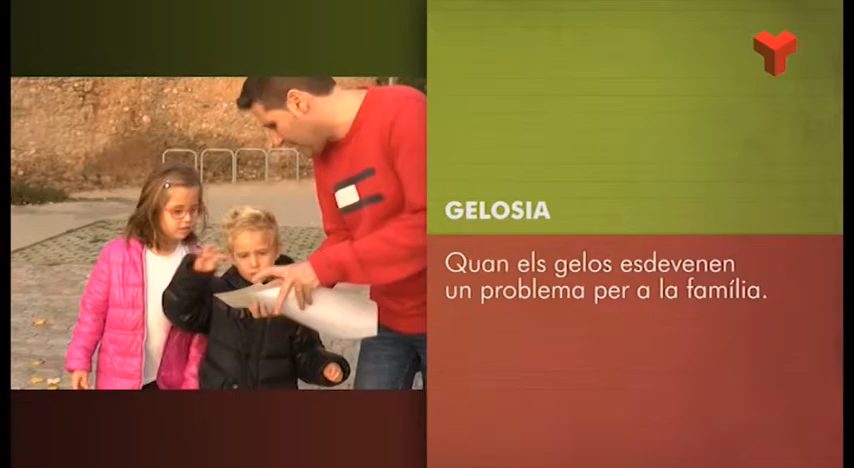 GELOSIA
Quan els gelos esdevenen
un problema per a la família.